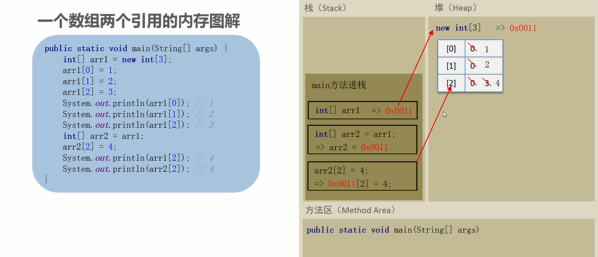 一个数组两个引用的内存图解
public static void main(String[] args) {
int[] arr1 = new int[3];
arr1[0] = 1;
arr1[1] = 2;
arr1[2] = 3;
System.out.println(arr1[0]); // 1
System.out.println(arr1[1]); // 2
System.out.println(arr1[2]); // 3
int[] arr2 = arr1;
arr2[2] = 4;
System.out.println(arr1[2]); // 4
System.out.println(arr2[2]); // 4
}
栈（Stack）
main方法进栈
int[] arr1 => 0x0011
int[] arr2 = arr1;
=> arr2 = 0x0011
arr2[2] = 4;
=> 0x0011[2] = 4;
堆（Heap）
new int[3] => 0x0011
[0] 0 1
[1] 0 2
[2] 0 3 4
方法区（Method Area）
public static void main(String[] args)